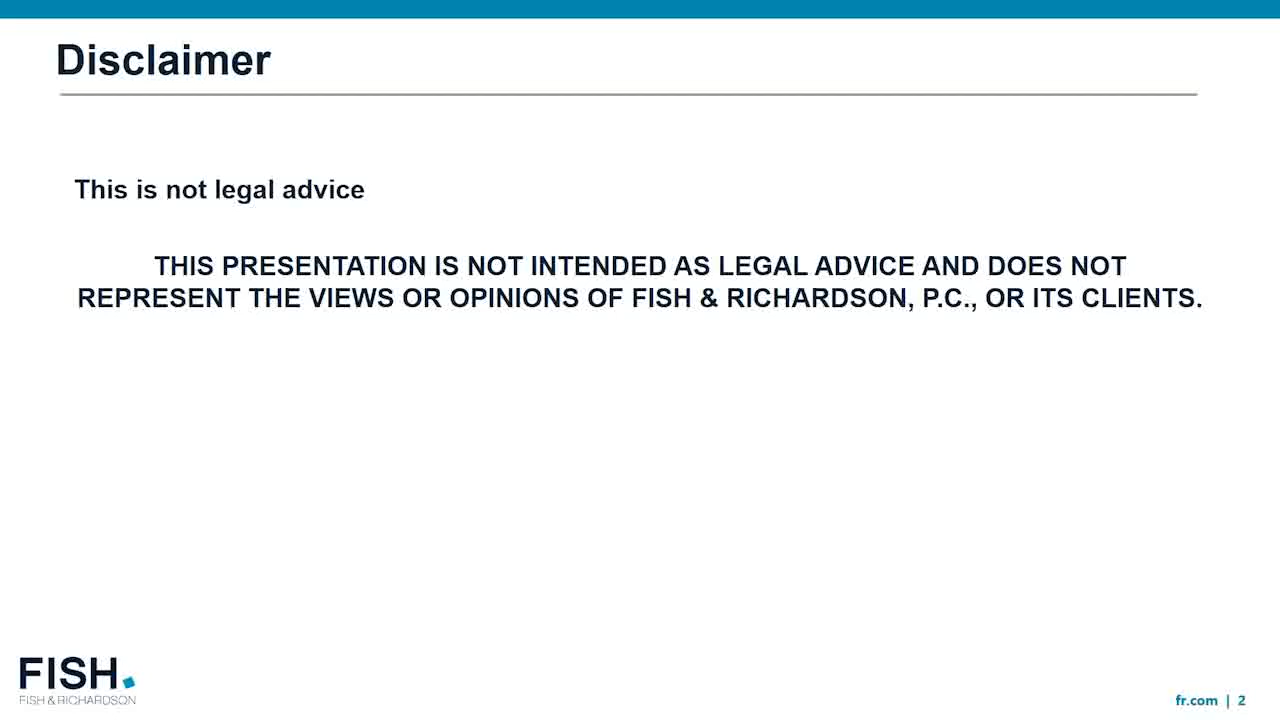 Disclaimer
This is not legal advice
THIS PRESENTATION IS NOT INTENDED AS LEGAL ADVICE AND DOES NOT
REPRESENT THE VIEWS OR OPINIONS OF FISH & RICHARDSON, P.C., OR ITS CLIENTS.
FISH.
FISH & RICHARDSON
fr.com | 2